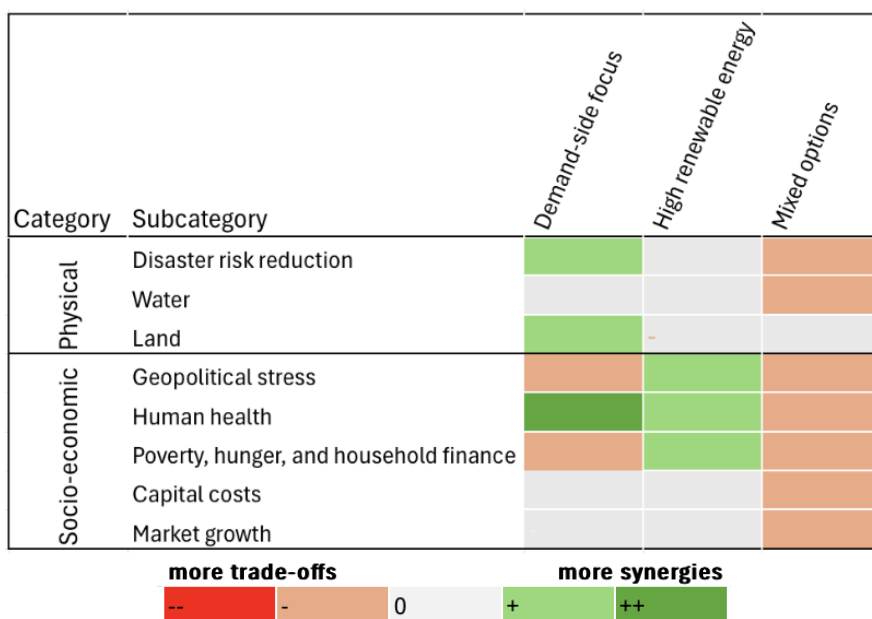 Demand-side focus
High renewable energy
Mixed options
Category Subcategory
Physical
Disaster risk reduction
Water
Land -
Socio-economic
Geopolitical stress
Human health
Poverty, hunger, and household finance
Capital costs
Market growth
more trade-offs more synergies
-- - 0 + ++